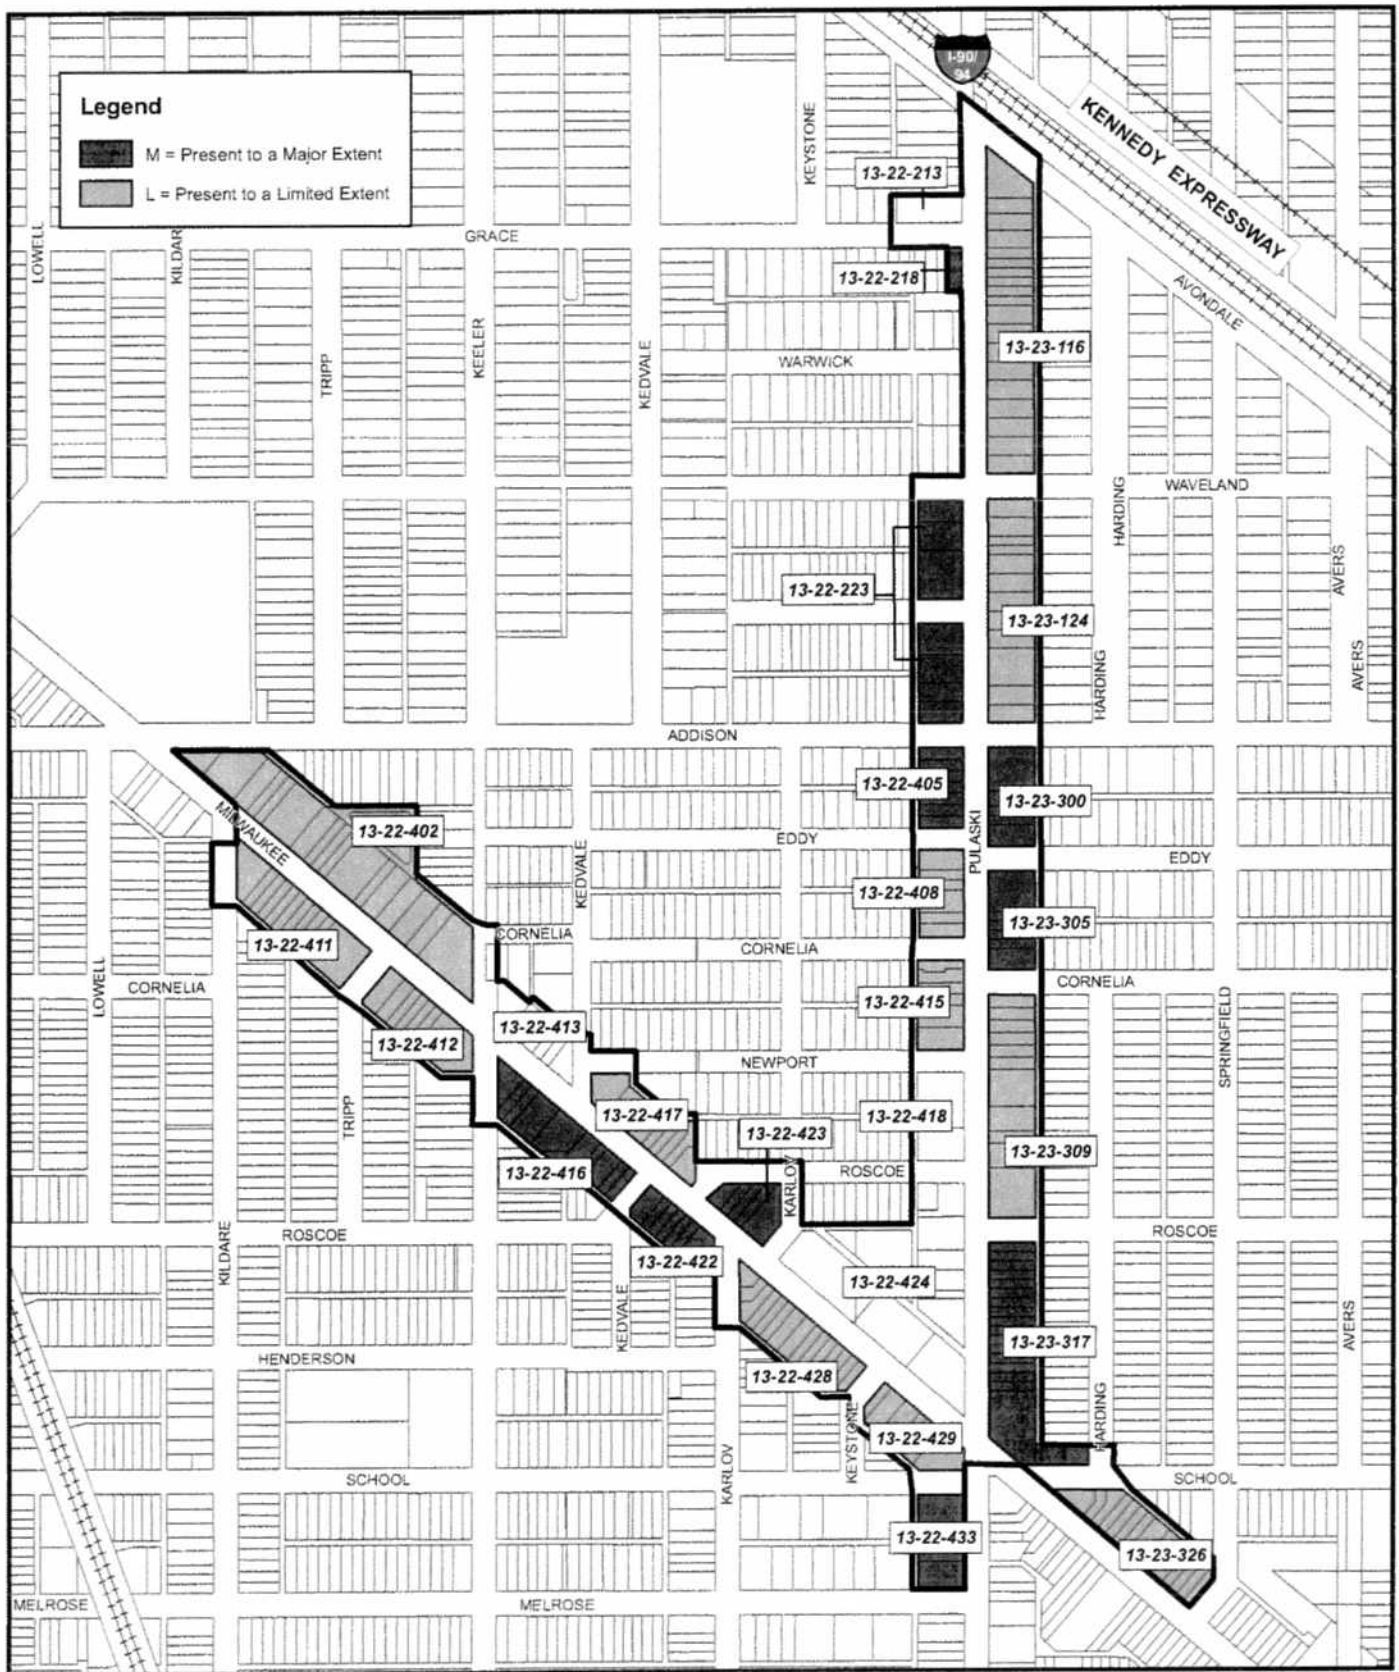 I-90/
94
KENNEDY EXPRESSWAY
Legend
M = Present to a Major Extent
L = Present to a Limited Extent
KEYSTONE
13-22-213
LOWELL
KILDAR
GRACE
13-22-218
AVONDALE
TRIPP
KEELER
KEDVALE
WARWICK
13-23-116
WAVELAND
HARDING
AVERS
13-22-223
13-23-124
HARDING
AVERS
ADDISON
13-22-405
13-23-300
MILWAUKEE
13-22-402
KEDVALE
EDDY
PULASKI
EDDY
13-22-408
13-23-305
CORNELIA
13-22-411
CORNELIA
CORNELIA
LOWELL
CORNELIA
13-22-415
SPRINGFIELD
13-22-413
13-22-412
NEWPORT
TRIPP
13-22-417
13-22-418
13-22-423
13-23-309
13-22-416
KARLOV
ROSCOE
KILDARE
ROSCOE
ROSCOE
13-22-422
13-22-424
KEDVALE
AVERS
13-23-317
HENDERSON
13-22-428
HARDING
KEYSTONE
13-22-429
KARLOV
SCHOOL
SCHOOL
13-22-433
13-23-326
MELROSE
MELROSE